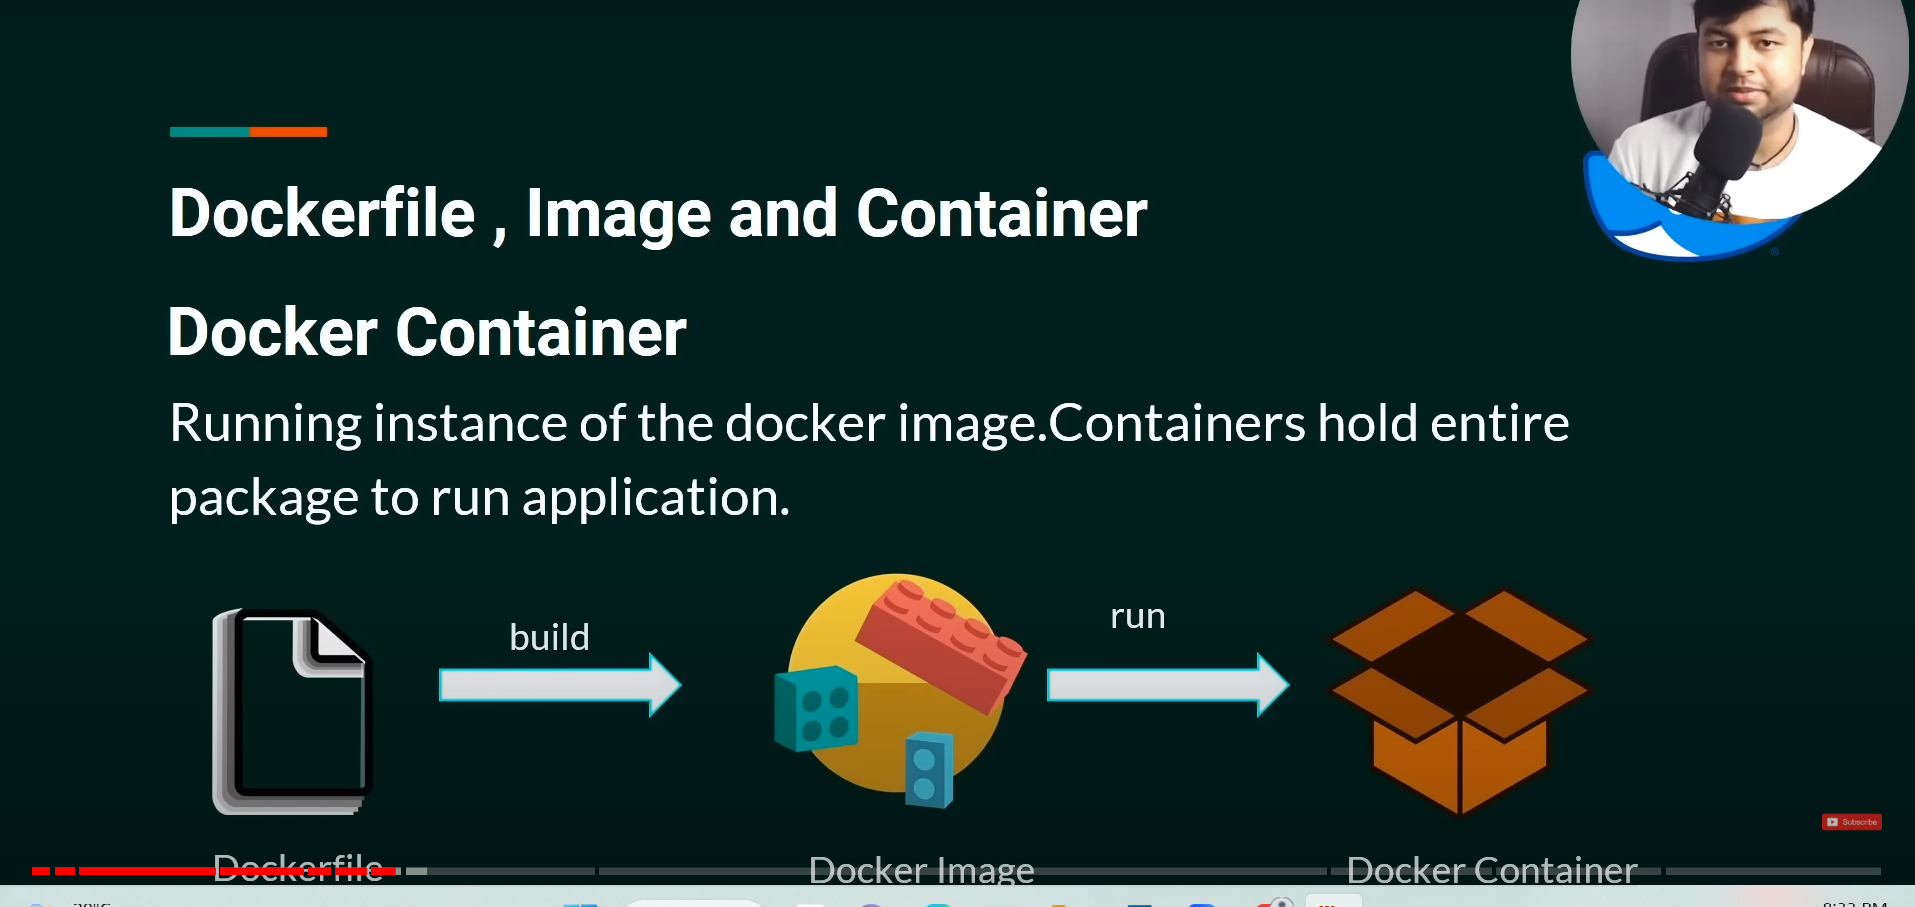 Dockerfile , Image and Container
Docker Container
Running instance of the docker image.Containers hold entire
package to run application.
build
run
Subscribe
Dockerfile
Docker Image
Docker Container